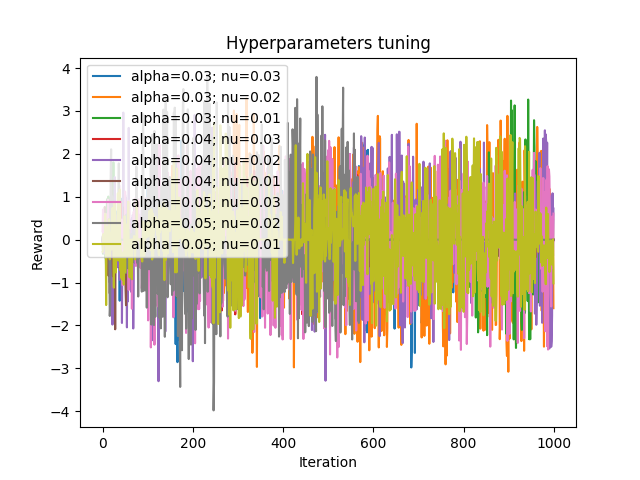 Hyperparameters tuning
alpha=0.03; nu=0.03
alpha=0.03; nu=0.02
alpha=0.03; nu=0.01
alpha=0.04; nu=0.03
alpha=0.04; nu=0.02
alpha=0.04; nu=0.01
alpha=0.05; nu=0.03
alpha=0.05; nu=0.02
alpha=0.05; nu=0.01
4
3
2
1
0
−1
−2
−3
−4
Reward
0 200 400 600 800 1000
Iteration